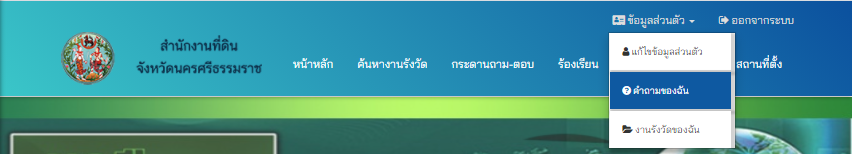 ข้อมูลส่วนตัว
ออกจากระบบ
สำนักงานที่ดิน
จังหวัดนครศรีธรรมราช
หน้าหลัก
ค้นหางานรังวัด
กระดานถาม-ตอบ
ร้องเรียน
สถานที่ตั้ง
แก้ไขข้อมูลส่วนตัว
คำถามของฉัน
งานรังวัดของฉัน